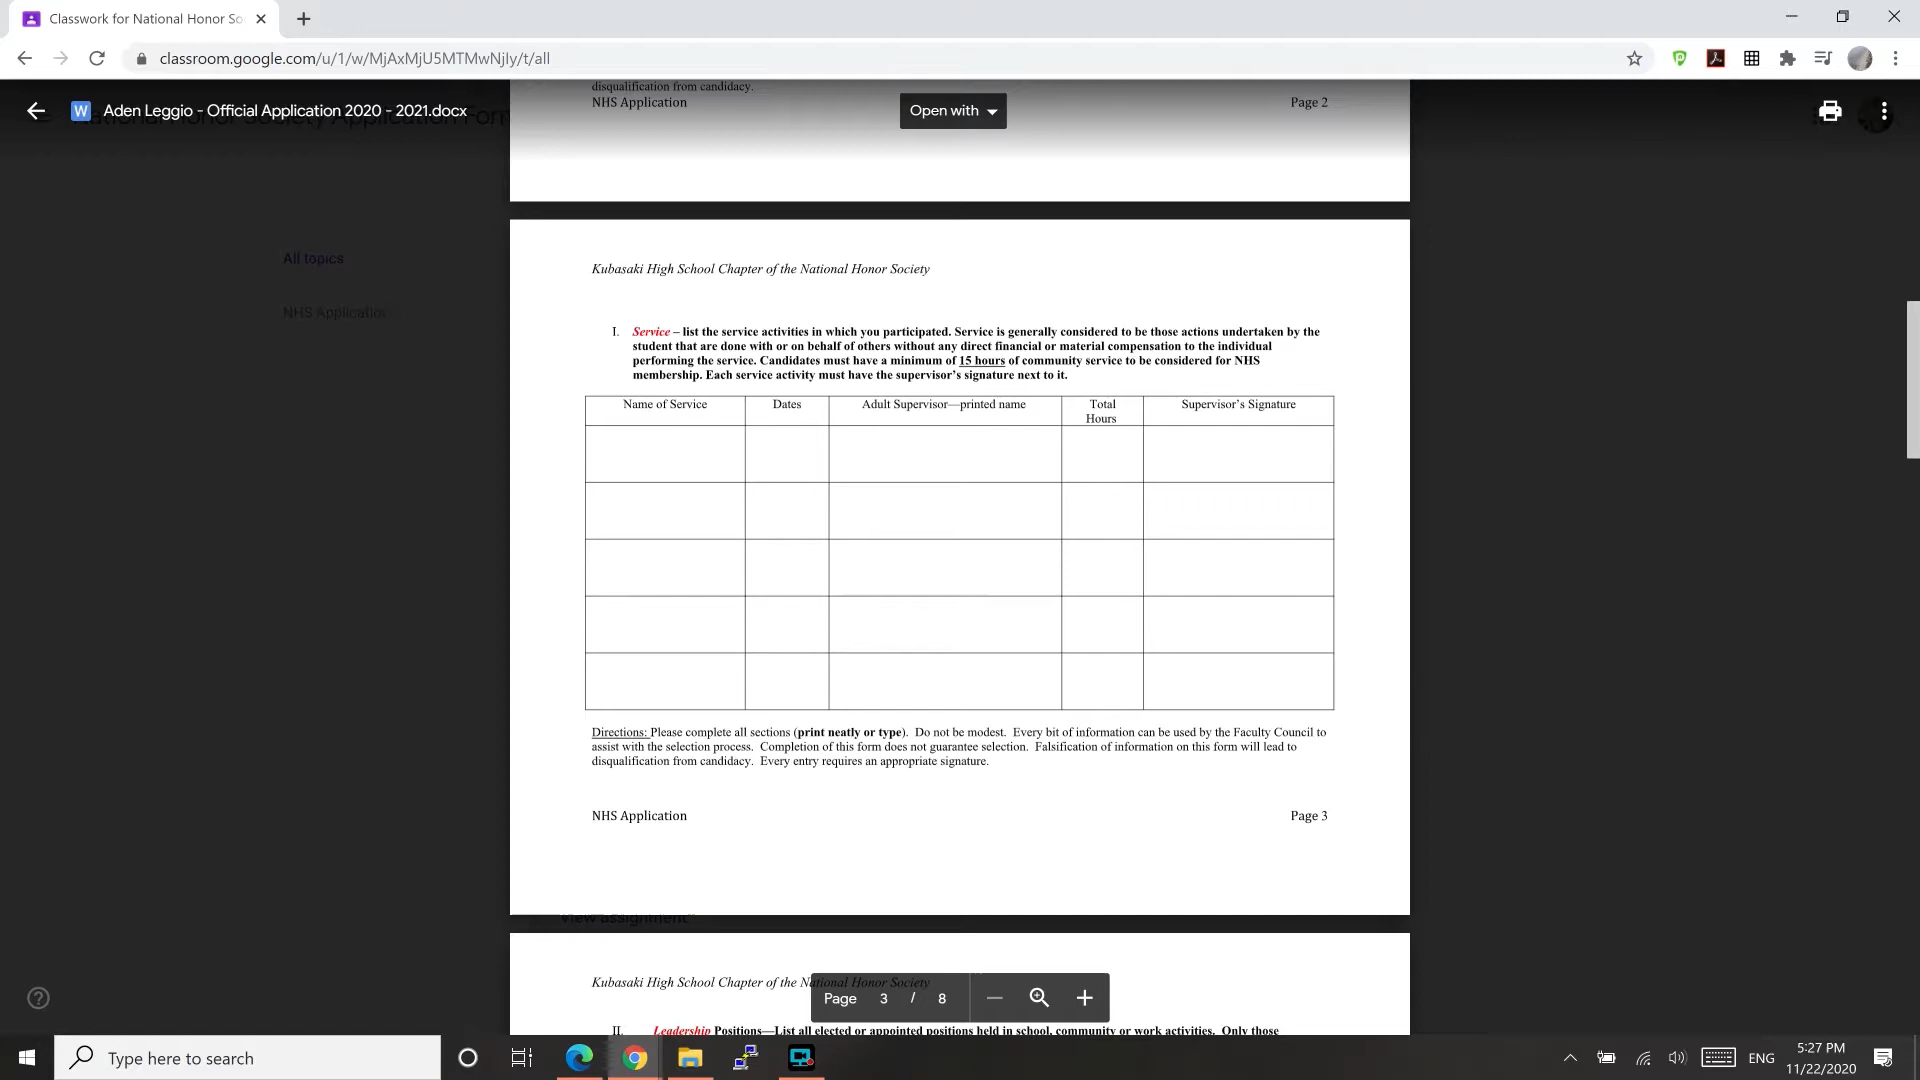 Classwork for National Honor So
classroom.google.com/u/1/w/MjAxMjU5MTMwNjIy/t/all
disqualification from candidacy.
NHS Application Page 2
W Aden Leggio - Official Application 2020 - 2021.docx
Open with
All topics
NHS Application
Kubasaki High School Chapter of the National Honor Society
I. Service – list the service activities in which you participated. Service is generally considered to be those actions undertaken by the
student that are done with or on behalf of others without any direct financial or material compensation to the individual
performing the service. Candidates must have a minimum of 15 hours of community service to be considered for NHS
membership. Each service activity must have the supervisor’s signature next to it.
Name of Service Dates Adult Supervisor—printed name Total Hours Supervisor’s Signature
Directions: Please complete all sections (print neatly or type). Do not be modest. Every bit of information can be used by the Faculty Council to
assist with the selection process. Completion of this form does not guarantee selection. Falsification of information on this form will lead to
disqualification from candidacy. Every entry requires an appropriate signature.
NHS Application Page 3
View assignment
Kubasaki High School Chapter of the National Honor Society
Page 3 / 8
II. Leadership Positions—List all elected or appointed positions held in school, community or work activities. Only those
Type here to search
ENG
5:27 PM
11/22/2020